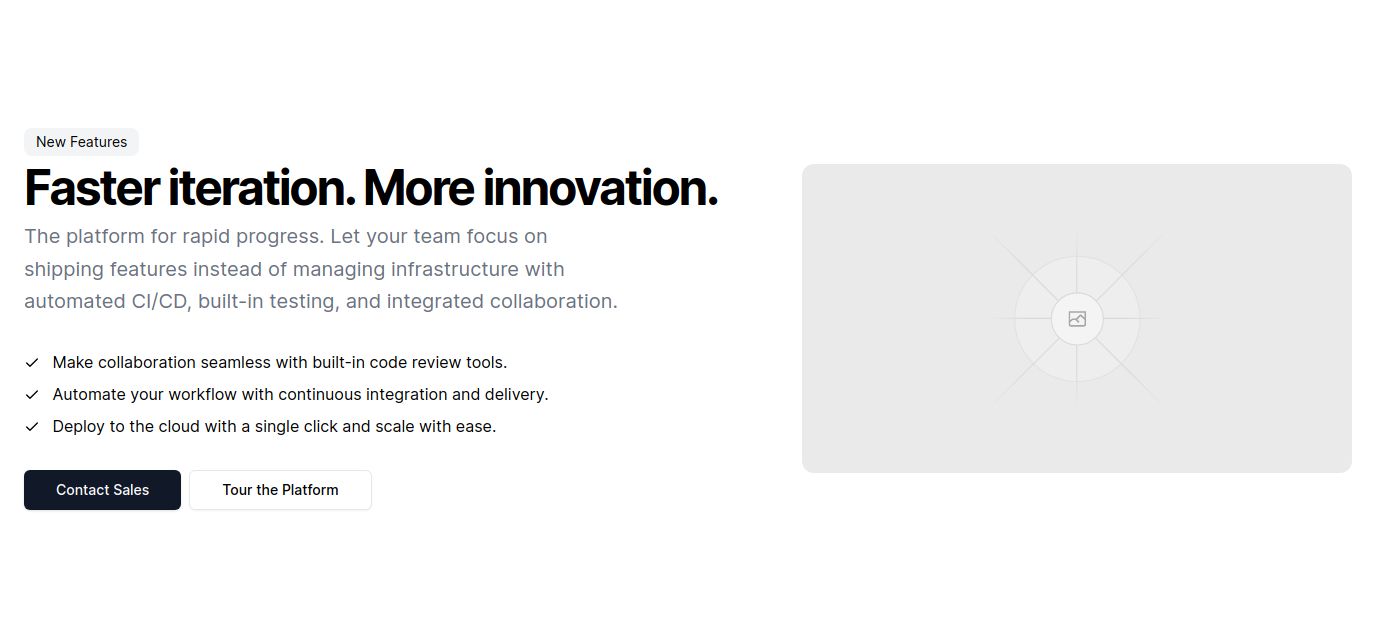 New Features
Faster iteration. More innovation.
The platform for rapid progress. Let your team focus on
shipping features instead of managing infrastructure with
automated CI/CD, built-in testing, and integrated collaboration.
Make collaboration seamless with built-in code review tools.
Automate your workflow with continuous integration and delivery.
Deploy to the cloud with a single click and scale with ease.
Contact Sales
Tour the Platform